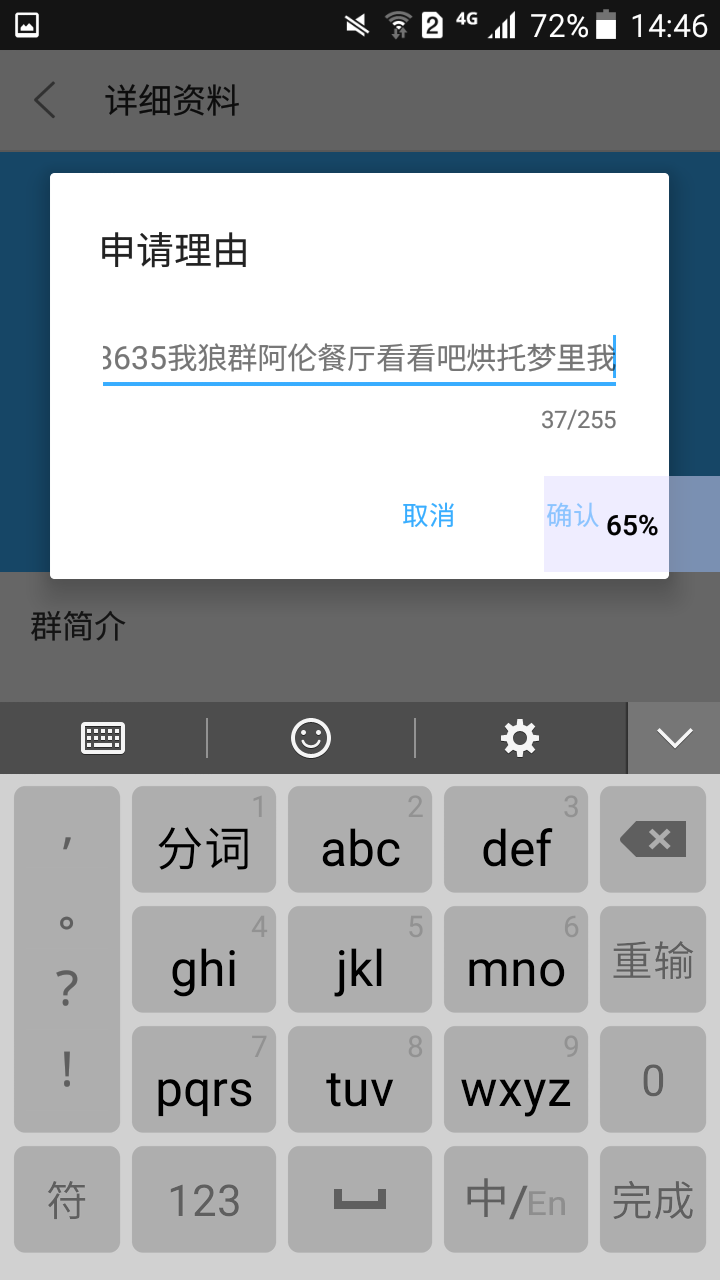 2 4G 72% 14:46
详细资料
申请理由
3635我狼群阿伦餐厅看看吧烘托梦里我
37/255
取消 确认 65%
群简介
, 分词 1 abc 2 def 3
。 ghi 4 jkl 5 mno 6 重输
? ! pqrs 7 tuv 8 wxyz 9 0
符 123 中/En 完成